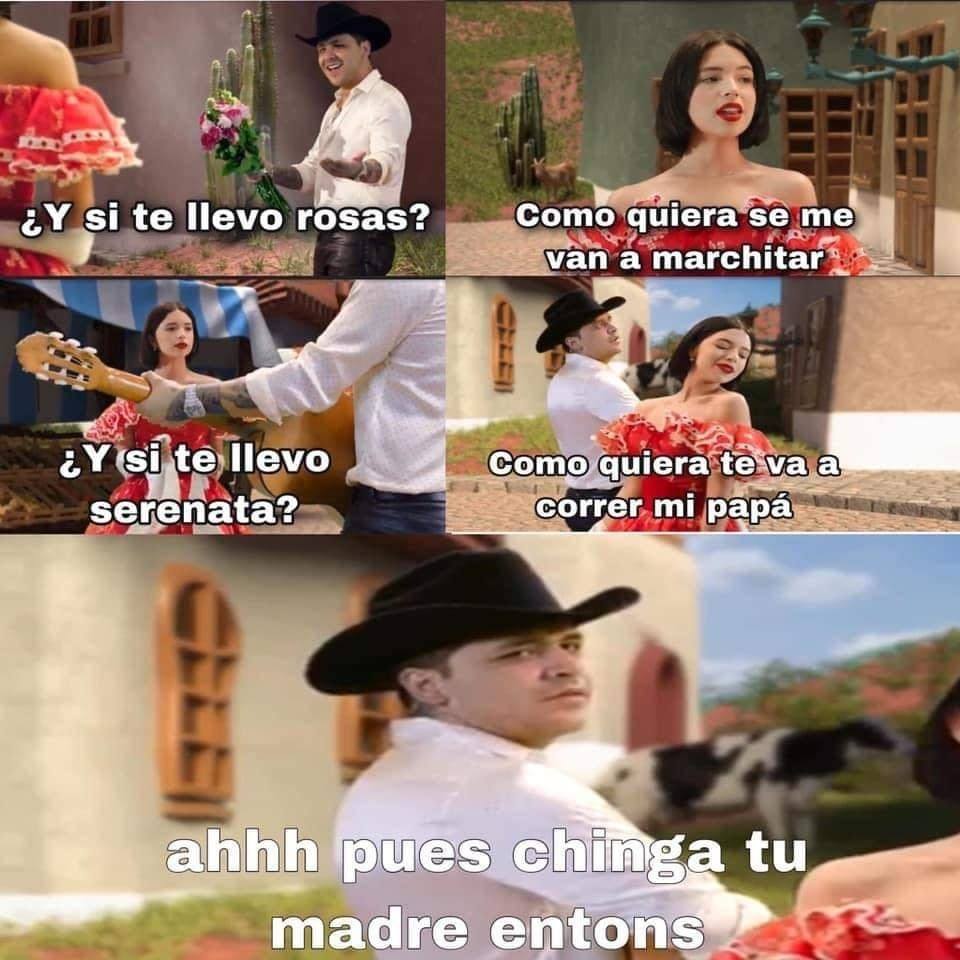 ¿Y si te llevo rosas?
Como quiera se me
van a marchitar
¿Y si te llevo
serenata?
Como quiera te va a
correr mi papá
ahhh pues chinga tu
madre entons